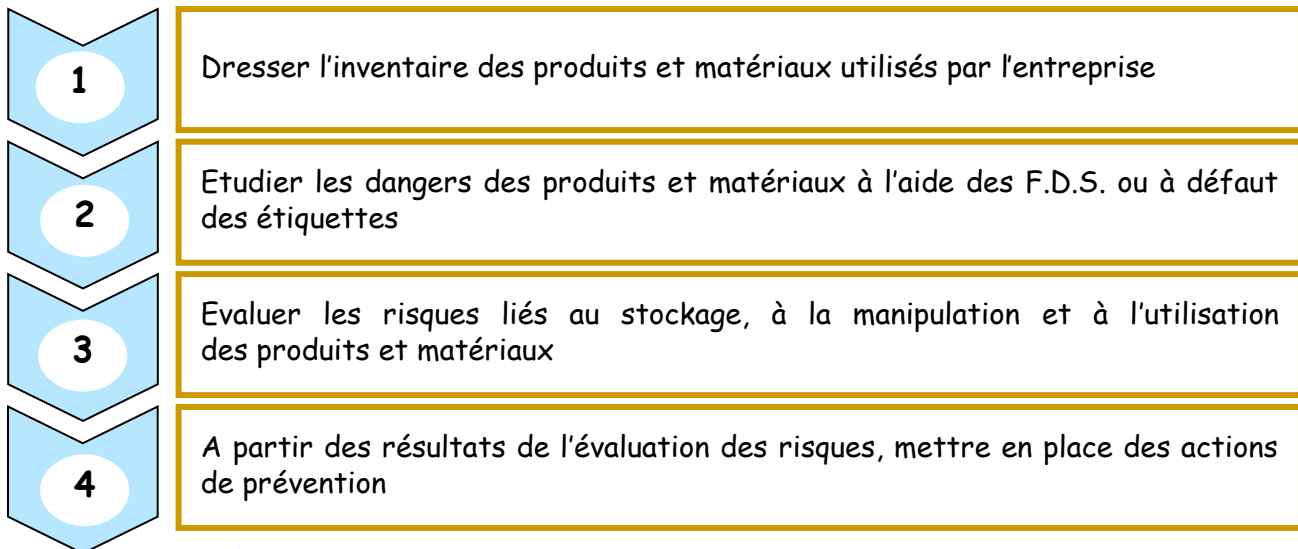 1
Dresser l'inventaire des produits et matériaux utilisés par l'entreprise
2
Etudier les dangers des produits et matériaux à l'aide des F.D.S. ou à défaut
des étiquettes
3
Evaluer les risques liés au stockage, à la manipulation et à l'utilisation
des produits et matériaux
4
A partir des résultats de l'évaluation des risques, mettre en place des actions
de prévention